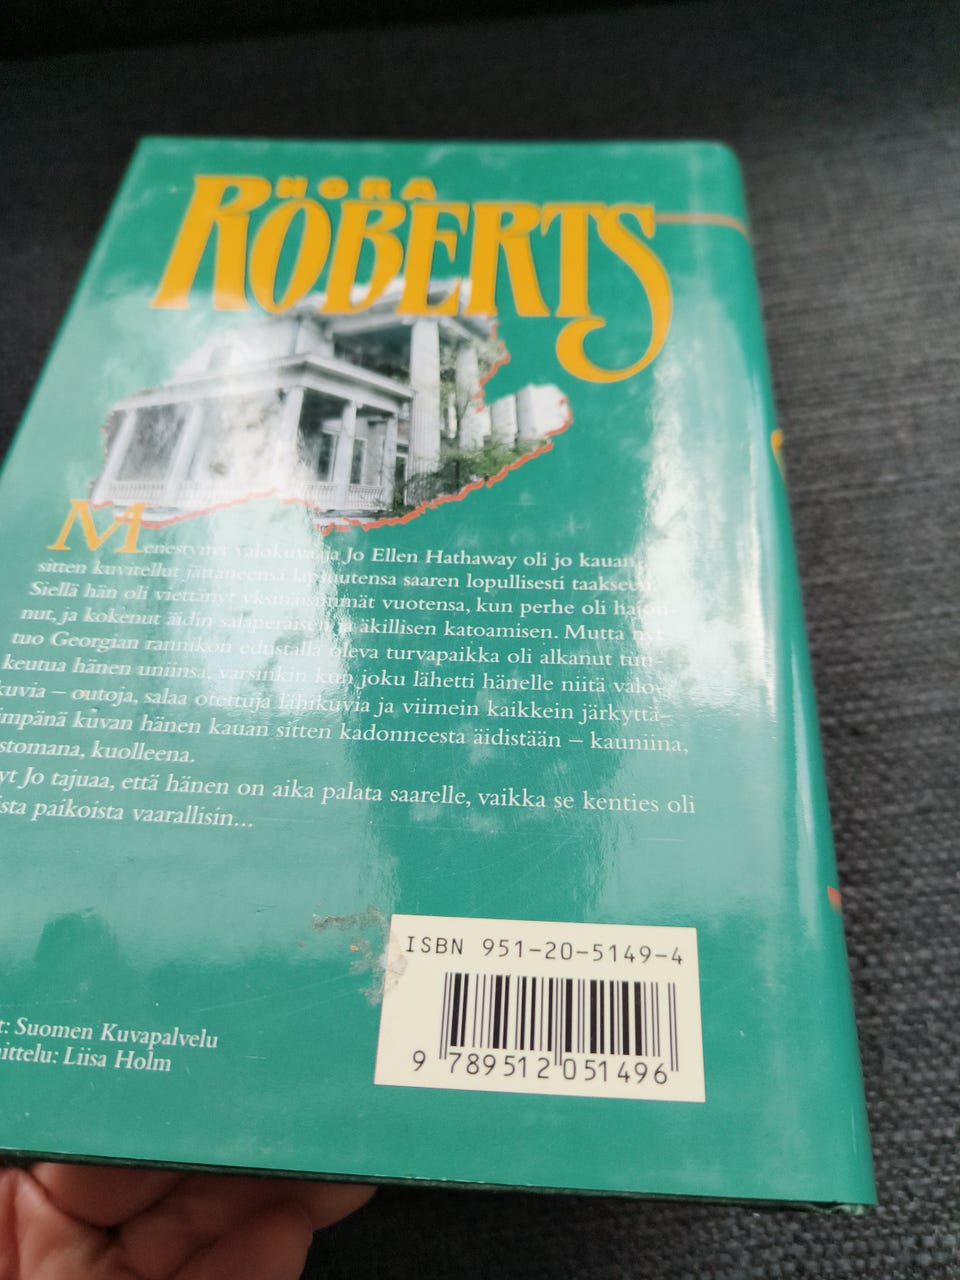 NORA
ROBERTS
Menestynyt valokuvaaja Jo Ellen Hathaway oli jo kauan
sitten kuvitellut jättäneensä lapsuutensa saaren lopullisesti taakseen.
Siellä hän oli viettänyt yksinäisimmät vuotensa, kun perhe oli hajon-
nut, ja kokenut äidin salaperäisen ja äkillisen katoamisen. Mutta nyt
tuo Georgian rannikon edustalla oleva turvapaikka oli alkanut tun-
keutua hänen uniinsa, varsinkin kun joku lähetti hänelle niitä valo-
kuvia – outoja, salaa otettuja lähikuvia ja viimein kaikkein järkyttä-
impänä kuvan hänen kauan sitten kadonneesta äidistään – kauniina,
stomana, kuolleena.
yt Jo tajuaa, että hänen on aika palata saarelle, vaikka se kenties oli
ista paikoista vaarallisin...
ISBN 951-20-5149-4
9 789512 051496
t: Suomen Kuvapalvelu
ittelu: Liisa Holm